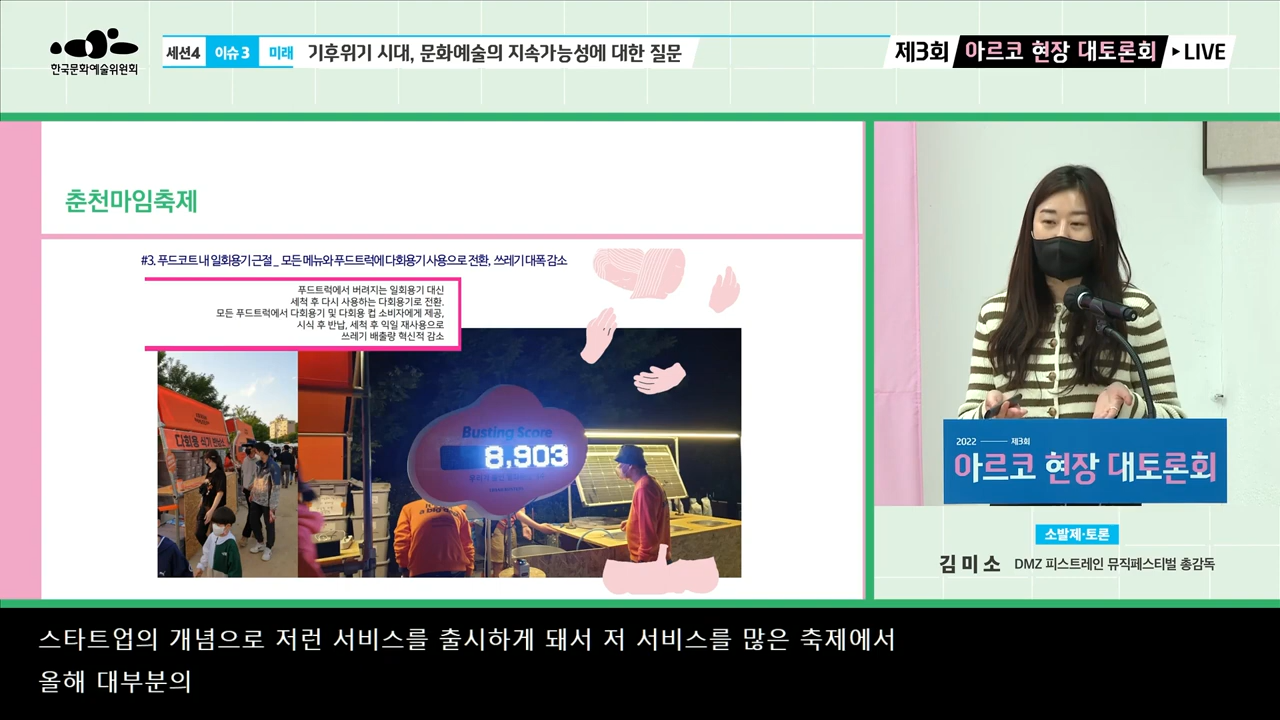 한국문화예술위원회
세션4 이슈 3 미래 기후위기 시대, 문화예술의 지속가능성에 대한 질문
제3회 아르코 현장 대토론회 LIVE
춘천마임축제
#3. 푸드코트 내 일회용기 근절 _ 모든 메뉴와 푸드트럭에 다회용기 사용으로 전환, 쓰레기 대폭 감소
푸드트럭에서 버려지는 일회용기 대신
세척 후 다시 사용하는 다회용기로 전환.
모든 푸드트럭에서 다회용기 및 다회용 컵 소비자에게 제공,
시식 후 반납, 세척 후 익일 재사용으로
쓰레기 배출량 혁신적 감소
다회용 식기 반납소
Busting Score
8,903
2022 제3회
아르코 현장 대토론회
소발제·토론
김미소 DMZ 피스트레인 뮤직페스티벌 총감독
스타트업의 개념으로 저런 서비스를 출시하게 돼서 저 서비스를 많은 축제에서
올해 대부분의